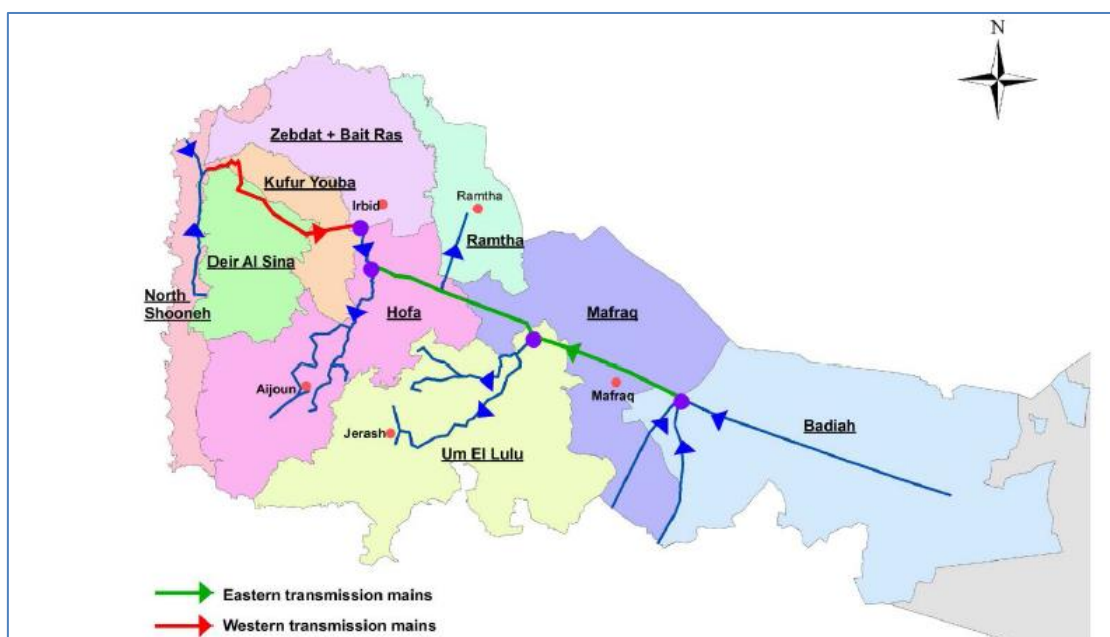 N
Zebdat + Bait Ras
Kufur Youba
Irbid
Ramtha
Ramtha
Deir Al Sina
North
Shooneh
Hofa
Mafraq
Mafraq
Aijoun
Jerash
Um El Lulu
Badiah
Eastern transmission mains
Western transmission mains